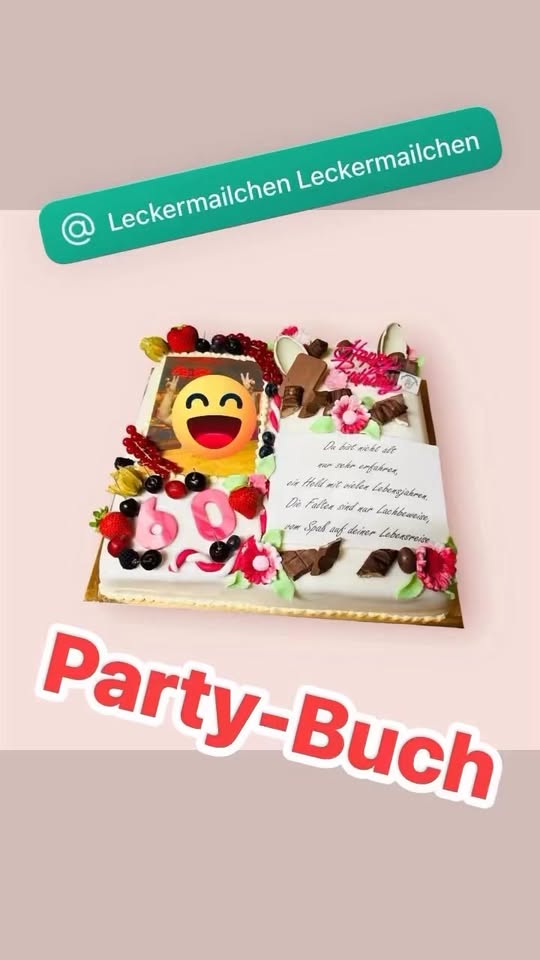 @ Leckermailchen Leckermailchen
Happy
Birthday
Du bist nicht alt
nur sehr erfahren,
ein Held mit vielen Lebensjahren.
Die Falten sind nur Lachbeweise,
vom Spaß auf deiner Lebensreise
60
Party-Buch